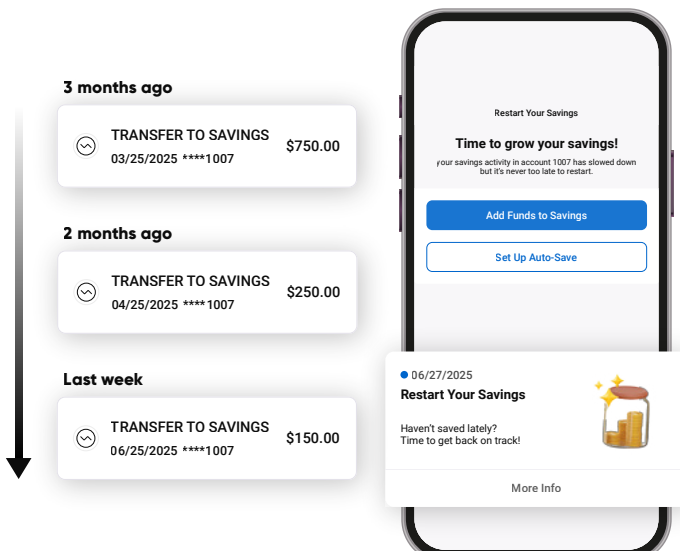 3 months ago
TRANSFER TO SAVINGS
03/25/2025 ****1007
$750.00
2 months ago
TRANSFER TO SAVINGS
04/25/2025 ****1007
$250.00
Last week
TRANSFER TO SAVINGS
06/25/2025 ****1007
$150.00
Restart Your Savings
Time to grow your savings!
your savings activity in account 1007 has slowed down
but it's never too late to restart.
Add Funds to Savings
Set Up Auto-Save
06/27/2025
Restart Your Savings
Haven't saved lately?
Time to get back on track!
More Info